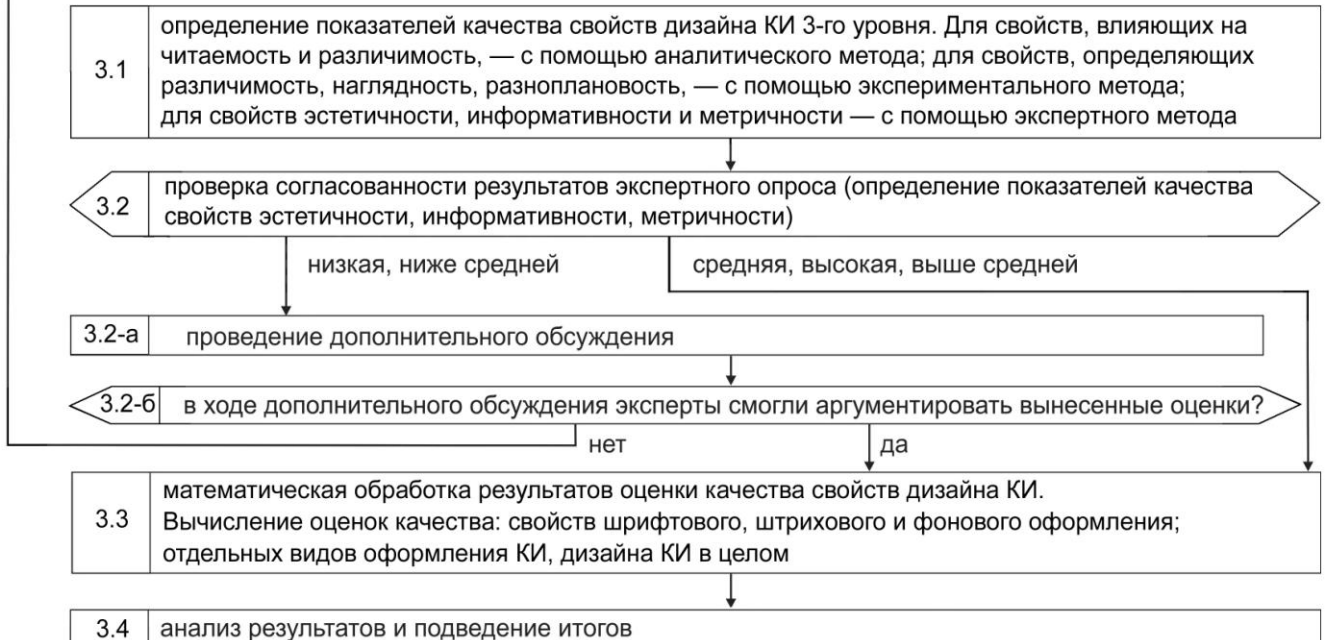 3.1
определение показателей качества свойств дизайна КИ 3-го уровня. Для свойств, влияющих на
читаемость и различимость, — с помощью аналитического метода; для свойств, определяющих
различимость, наглядность, разноплановость, — с помощью экспериментального метода;
для свойств эстетичности, информативности и метричности — с помощью экспертного метода
3.2
проверка согласованности результатов экспертного опроса (определение показателей качества
свойств эстетичности, информативности, метричности)
низкая, ниже средней
средняя, высокая, выше средней
3.2-а
проведение дополнительного обсуждения
3.2-б
в ходе дополнительного обсуждения эксперты смогли аргументировать вынесенные оценки?
нет
да
3.3
математическая обработка результатов оценки качества свойств дизайна КИ.
Вычисление оценок качества: свойств шрифтового, штрихового и фонового оформления;
отдельных видов оформления КИ, дизайна КИ в целом
3.4
анализ результатов и подведение итогов